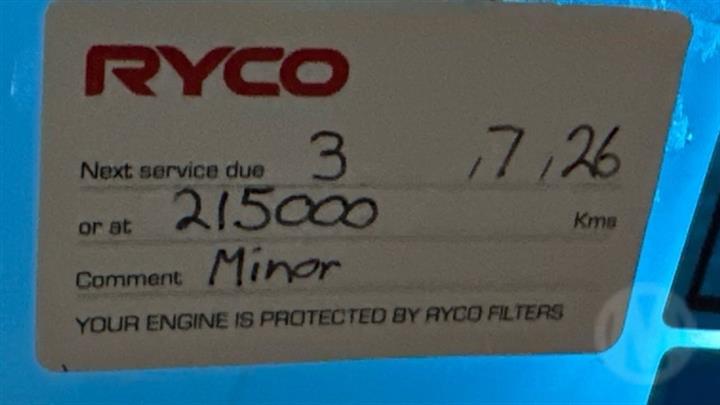 RYCO
Next service due 3 , 7 , 26
or at 215000 Kms
Comment Minor
YOUR ENGINE IS PROTECTED BY RYCO FILTERS